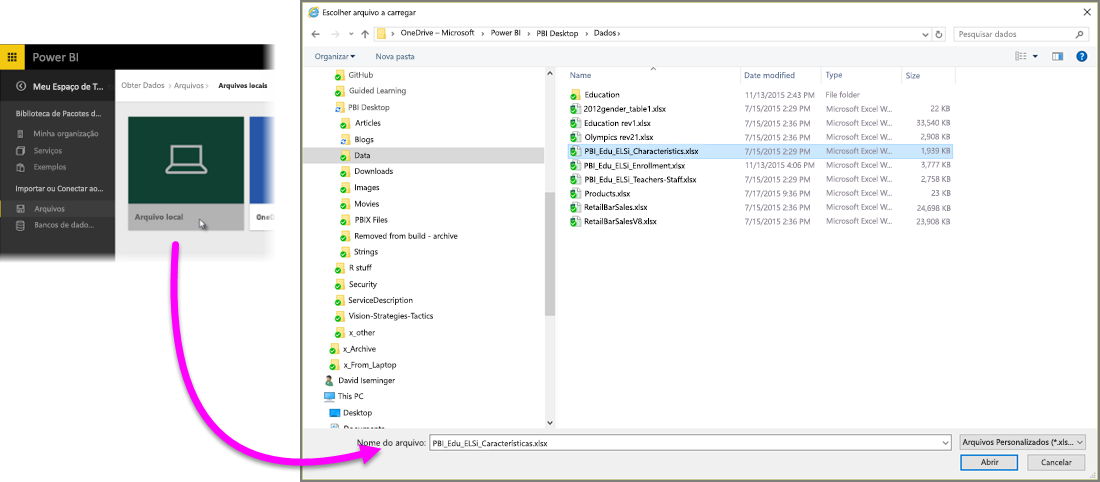 Power BI
Meu Espaço de T...
Biblioteca de Pacotes d...
Minha organização
Serviços
Exemplos
Importar ou Conectar ao...
Arquivos
Bancos de dado...
Obter Dados > Arquivos > Arquivos locais
Arquivo local
OneD
Escolher arquivo a carregar
OneDrive – Microsoft > Power BI > PBI Desktop > Dados >
Pesquisar dados
Organizar
Nova pasta
GitHub
Guided Learning
PBI Desktop
Articles
Blogs
Data
Downloads
Images
Movies
PBIX Files
Removed from build - archive
Strings
R stuff
Security
ServiceDescription
Vision-Strategies-Tactics
x_other
x_Archive
x_From_Laptop
David Iseminger
This PC
Desktop
Documents
Name Date modified Type Size
Education 11/13/2015 2:43 PM File folder
2012gender_table1.xlsx 7/15/2015 2:29 PM Microsoft Excel W... 22 KB
Education rev1.xlsx 7/15/2015 2:36 PM Microsoft Excel W... 33,540 KB
Olympics rev21.xlsx 7/15/2015 2:36 PM Microsoft Excel W... 2,908 KB
PBI_Edu_ELSi_Characteristics.xlsx 7/15/2015 2:29 PM Microsoft Excel W... 1,939 KB
PBI_Edu_ELSi_Enrollment.xlsx 11/13/2015 4:06 PM Microsoft Excel W... 3,777 KB
PBI_Edu_ELSi_Teachers-Staff.xlsx 7/15/2015 2:29 PM Microsoft Excel W... 2,758 KB
Products.xlsx 7/17/2015 9:36 PM Microsoft Excel W... 23 KB
RetailBarSales.xlsx 7/15/2015 2:36 PM Microsoft Excel W... 24,698 KB
RetailBarSalesV8.xlsx 7/15/2015 2:36 PM Microsoft Excel W... 23,908 KB
Nome do arquivo: PBI_Edu_ELSi_Características.xlsx
Arquivos Personalizados (*.xls...
Abrir
Cancelar